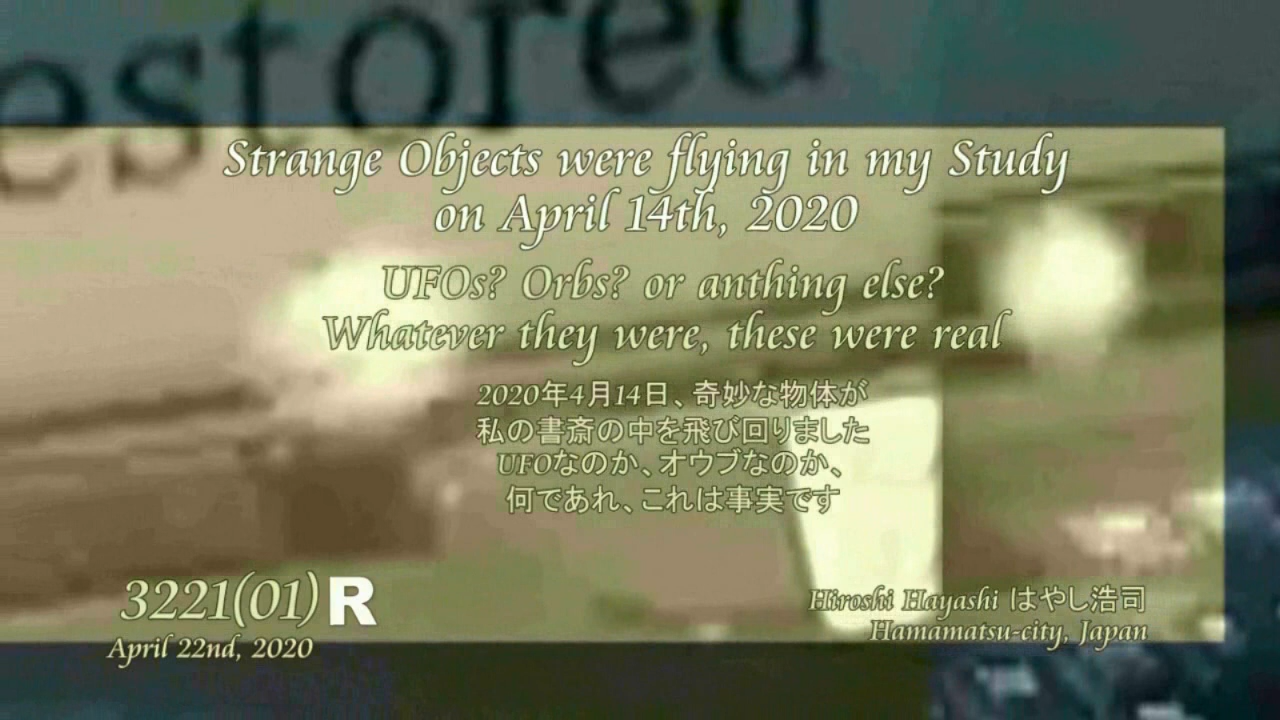 estored
Strange Objects were flying in my Study
on April 14th, 2020
UFOs? Orbs? or anthing else?
Whatever they were, these were real
2020年4月14日、奇妙な物体が
私の書斎の中を飛び回りました
UFOなのか、オウブなのか、
何であれ、これは事実です
3221(01)R
April 22nd, 2020
Hiroshi Hayashi はやし浩司
Hamamatsu-city, Japan